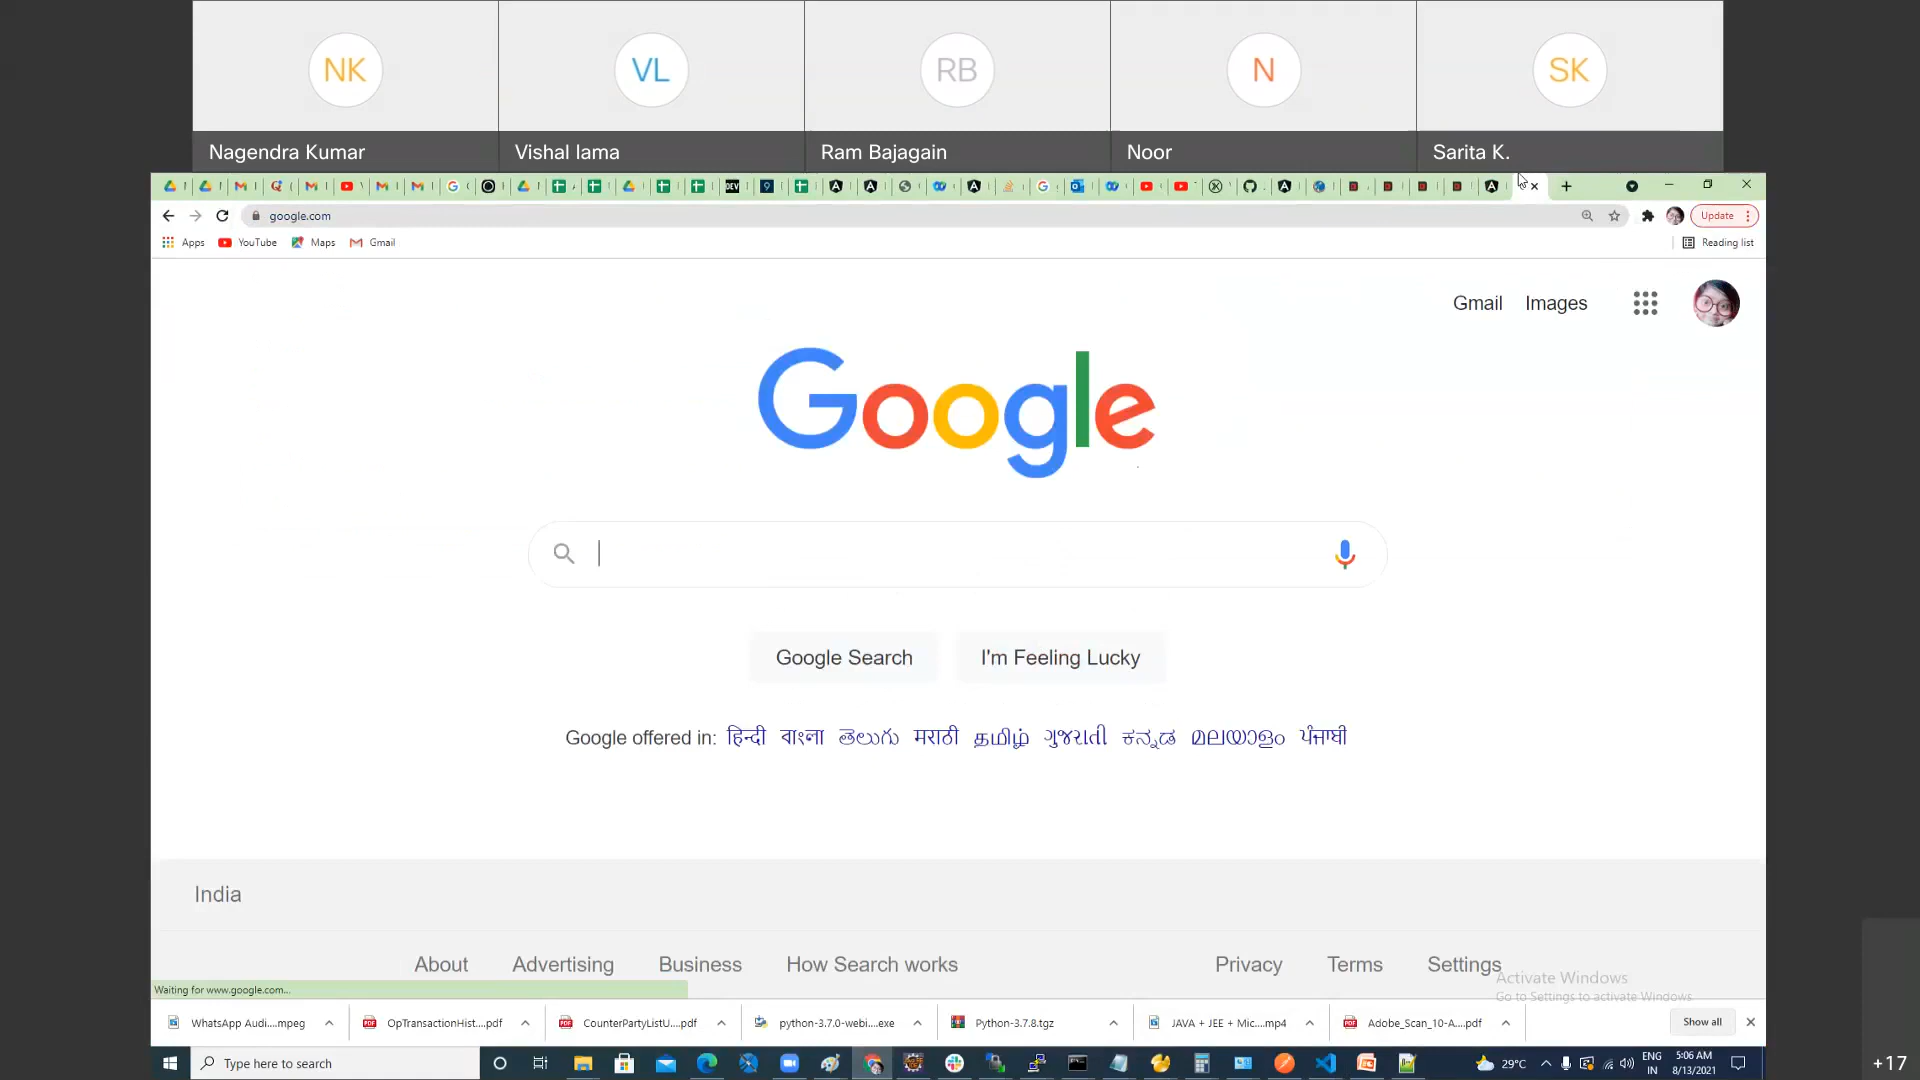 NK VL RB N SK
Nagendra Kumar Vishal lama Ram Bajagain Noor Sarita K.
google.com Update
Apps YouTube Maps Gmail Reading list
Gmail Images
Google
Google Search I'm Feeling Lucky
Google offered in: हिन्दी বাংলা తెలుగు मराठी தமிழ் ગુજરાતી ಕನ್ನಡ മലയാളം ਪੰਜਾਬੀ
India
About Advertising Business How Search works Privacy Terms Settings
Activate Windows
Go to Settings to activate Windows.
Waiting for www.google.com...
WhatsApp Audi....mpeg OpTransactionHist....pdf CounterPartyListU....pdf python-3.7.0-webi....exe Python-3.7.8.tgz JAVA + JEE + Mic....mp4 Adobe_Scan_10-A....pdf Show all
Type here to search 29°C ENG 5:06 AM
IN 8/13/2021
+17